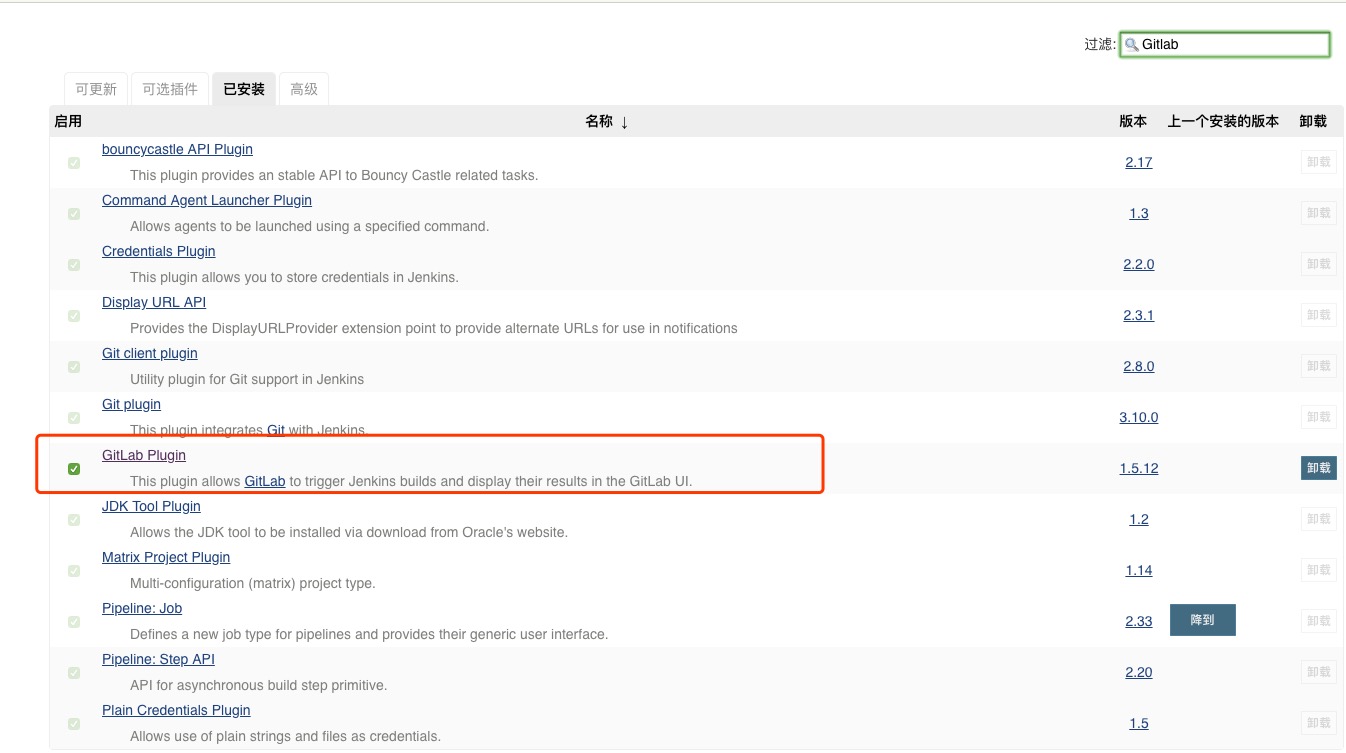 过滤: Gitlab
可更新 可选插件 已安装 高级
启用 名称 ↓ 版本 上一个安装的版本 卸载
bouncycastle API Plugin
This plugin provides an stable API to Bouncy Castle related tasks.
2.17 卸载
Command Agent Launcher Plugin
Allows agents to be launched using a specified command.
1.3 卸载
Credentials Plugin
This plugin allows you to store credentials in Jenkins.
2.2.0 卸载
Display URL API
Provides the DisplayURLProvider extension point to provide alternate URLs for use in notifications
2.3.1 卸载
Git client plugin
Utility plugin for Git support in Jenkins
2.8.0 卸载
Git plugin
This plugin integrates Git with Jenkins.
3.10.0 卸载
GitLab Plugin
This plugin allows GitLab to trigger Jenkins builds and display their results in the GitLab UI.
1.5.12 卸载
JDK Tool Plugin
Allows the JDK tool to be installed via download from Oracle's website.
1.2 卸载
Matrix Project Plugin
Multi-configuration (matrix) project type.
1.14 卸载
Pipeline: Job
Defines a new job type for pipelines and provides their generic user interface.
2.33 降到 卸载
Pipeline: Step API
API for asynchronous build step primitive.
2.20 卸载
Plain Credentials Plugin
Allows use of plain strings and files as credentials.
1.5 卸载